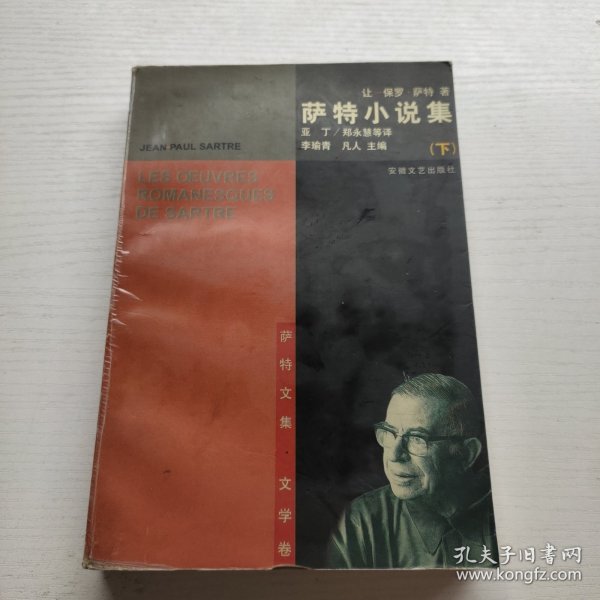 让·保罗·萨特 著
萨特小说集
亚 丁/郑永慧等译
李瑜青 凡人 主编
(下)
安徽文艺出版社
JEAN PAUL SARTRE
LES OEUVRES
ROMANESQUES
DE SARTRE
萨特文集·文学卷
孔夫子旧书网
www.kongfz.com